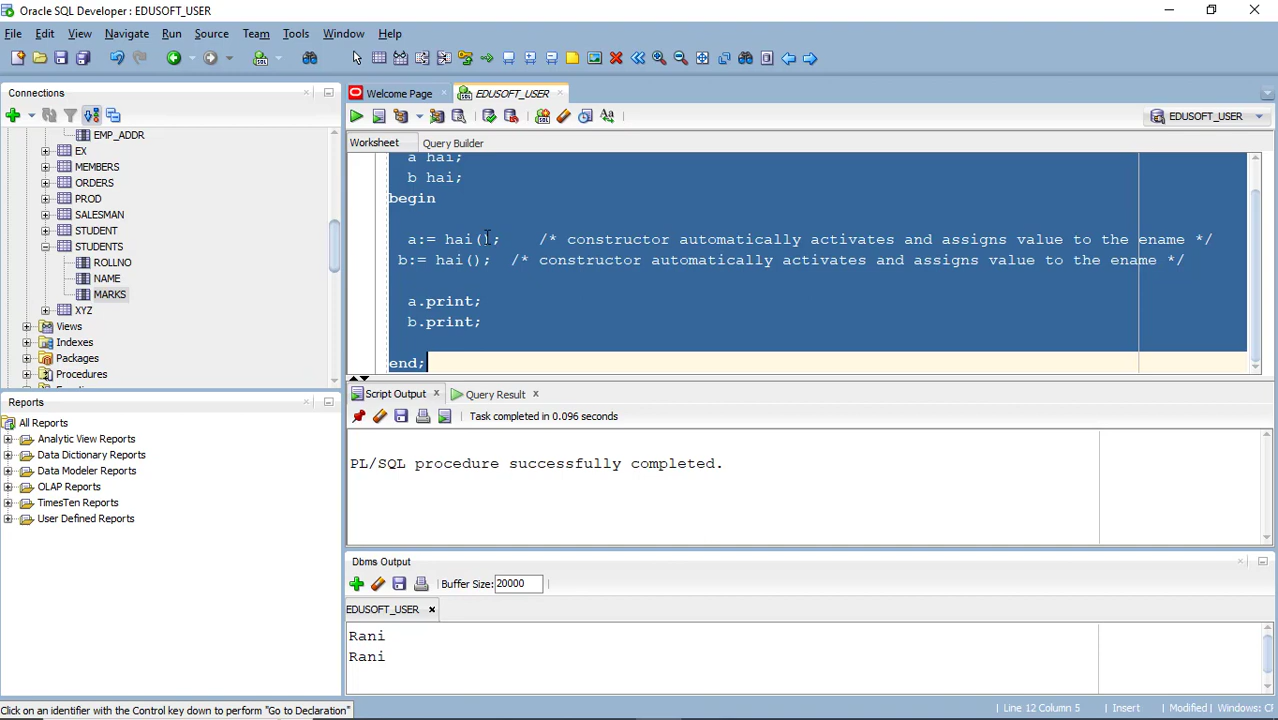 Oracle SQL Developer : EDUSOFT_USER
File Edit View Navigate Run Source Team Tools Window Help
Connections
EMP_ADDR
EX
MEMBERS
ORDERS
PROD
SALESMAN
STUDENT
STUDENTS
ROLLNO
NAME
MARKS
XYZ
Views
Indexes
Packages
Procedures
Reports
All Reports
Analytic View Reports
Data Dictionary Reports
Data Modeler Reports
OLAP Reports
TimesTen Reports
User Defined Reports
Click on an identifier with the Control key down to perform "Go to Declaration"
Welcome Page EDUSOFT_USER
EDUSOFT_USER
Worksheet Query Builder
a hai;
b hai;
begin
a:= hai(); /* constructor automatically activates and assigns value to the ename */
b:= hai(); /* constructor automatically activates and assigns value to the ename */
a.print;
b.print;
end;
Script Output Query Result
Task completed in 0.096 seconds
PL/SQL procedure successfully completed.
Dbms Output
Buffer Size: 20000
EDUSOFT_USER
Rani
Rani
Line 12 Column 5 Insert Modified Windows: CF